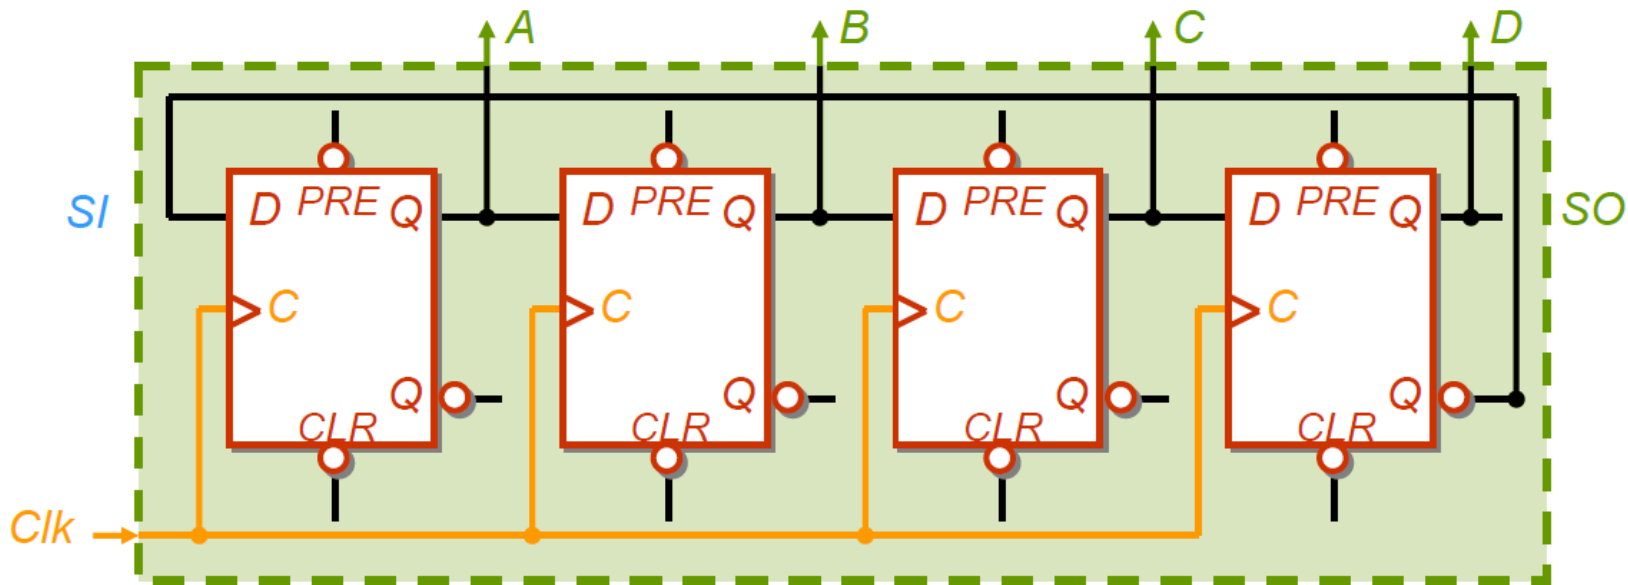 A B C D
SI D PRE Q D PRE Q D PRE Q D PRE Q SO
C C C C
Q Q Q Q
CLR CLR CLR CLR
Clk